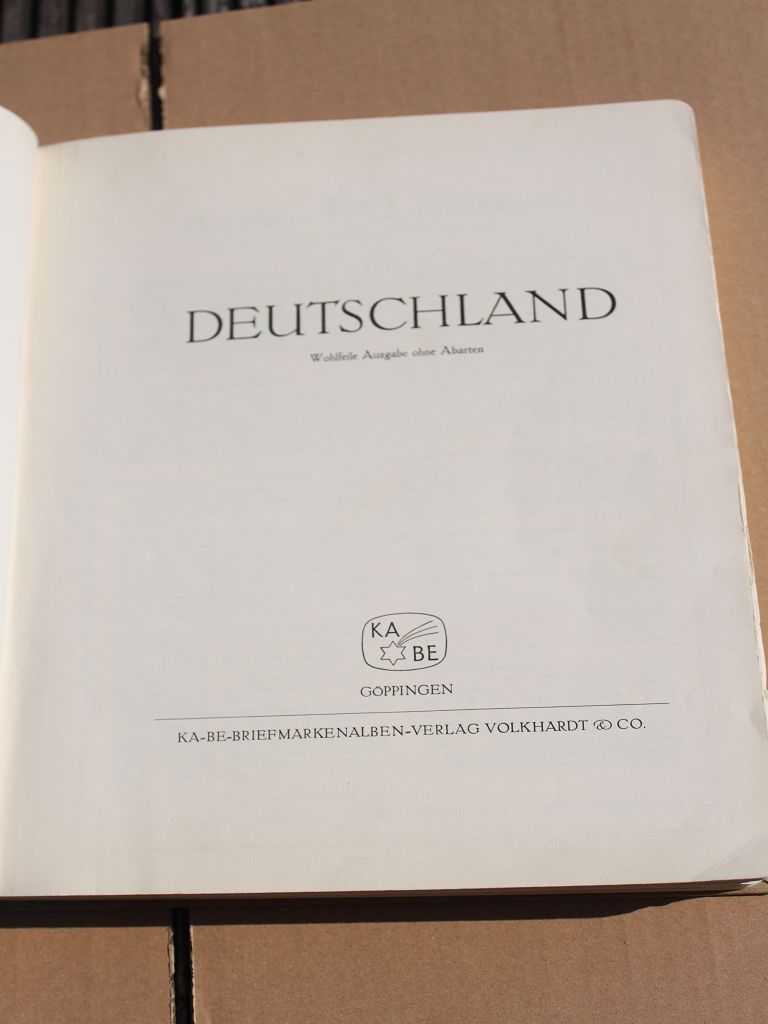 DEUTSCHLAND
Wohlfeile Ausgabe ohne Abarten
KA
BE
GÖPPINGEN
KA-BE-BRIEFMARKENALBEN-VERLAG VOLKHARDT & CO.